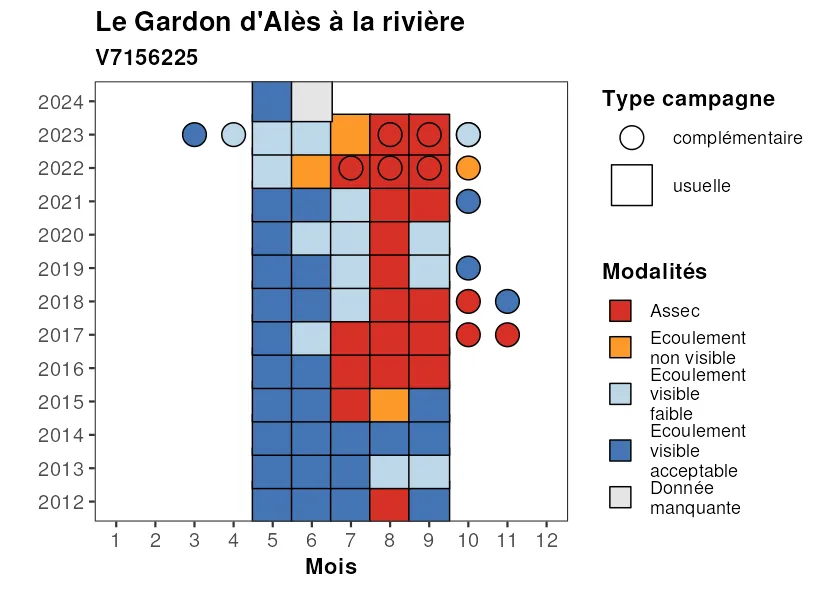 Le Gardon d'Alès à la rivière
V7156225
2024
2023
2022
2021
2020
2019
2018
2017
2016
2015
2014
2013
2012
1 2 3 4 5 6 7 8 9 10 11 12
Mois
Type campagne
complémentaire
usuelle
Modalités
Assec
Ecoulement
non visible
Ecoulement
visible
faible
Ecoulement
visible
acceptable
Donnée
manquante